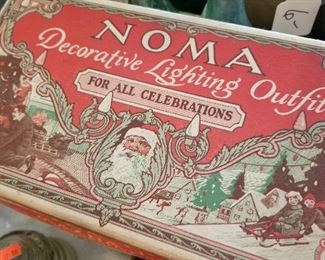 NOMA
Decorative Lighting Outfit
FOR ALL CELEBRATIONS